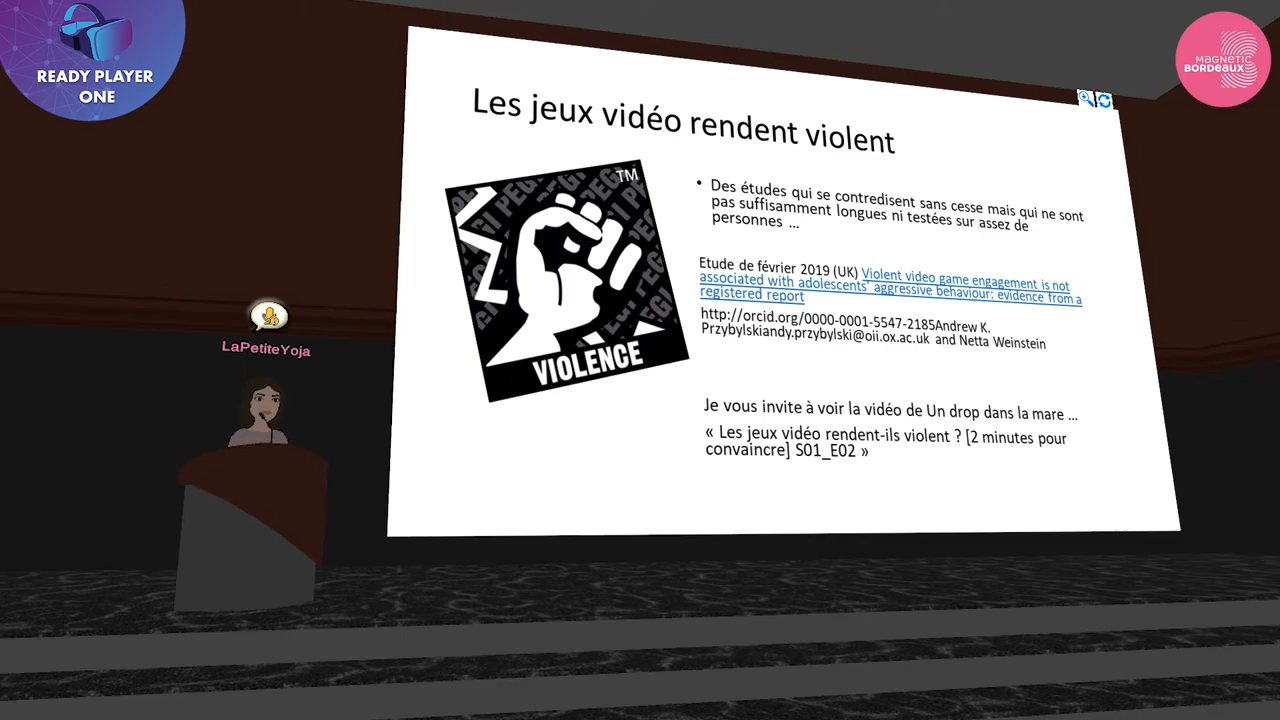 READY PLAYER
ONE
MAGNETIC
BORDEAUX
Les jeux vidéo rendent violent
TM
PEGI PEGI
VIOLENCE
• Des études qui se contredisent sans cesse mais qui ne sont
pas suffisamment longues ni testées sur assez de
personnes ...
Etude de février 2019 (UK) Violent video game engagement is not
associated with adolescents' aggressive behaviour: evidence from a
registered report
http://orcid.org/0000-0001-5547-2185Andrew K.
Przybylskiandy.przybylski@oii.ox.ac.uk and Netta Weinstein
Je vous invite à voir la vidéo de Un drop dans la mare ...
« Les jeux vidéo rendent-ils violent ? [2 minutes pour
convaincre] S01_E02 »
LaPetiteYoja